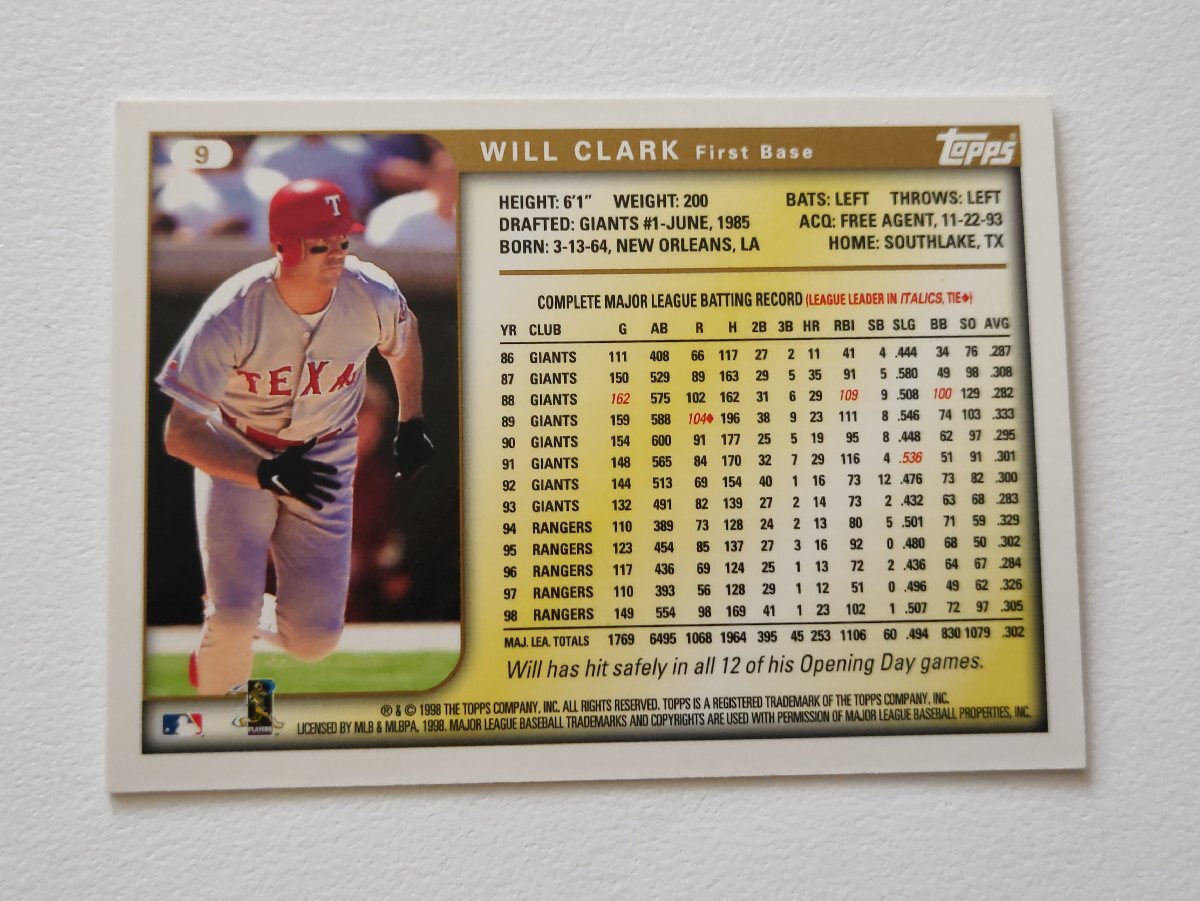 9
WILL CLARK First Base
Topps
HEIGHT: 6'1" WEIGHT: 200 BATS: LEFT THROWS: LEFT
DRAFTED: GIANTS #1-JUNE, 1985 ACQ: FREE AGENT, 11-22-93
BORN: 3-13-64, NEW ORLEANS, LA HOME: SOUTHLAKE, TX
T
TEXA
COMPLETE MAJOR LEAGUE BATTING RECORD (LEAGUE LEADER IN ITALICS, TIE♦)
YR CLUB G AB R H 2B 3B HR RBI SB SLG BB SO AVG
86 GIANTS 111 408 66 117 27 2 11 41 4 .444 34 76 .287
87 GIANTS 150 529 89 163 29 5 35 91 5 .580 49 98 .308
88 GIANTS 162 575 102 162 31 6 29 109 9 .508 100 129 .282
89 GIANTS 159 588 104♦ 196 38 9 23 111 8 .546 74 103 .333
90 GIANTS 154 600 91 177 25 5 19 95 8 .448 62 97 .295
91 GIANTS 148 565 84 170 32 7 29 116 4 .536 51 91 .301
92 GIANTS 144 513 69 154 40 1 16 73 12 .476 73 82 .300
93 GIANTS 132 491 82 139 27 2 14 73 2 .432 63 68 .283
94 RANGERS 110 389 73 128 24 2 13 80 5 .501 71 59 .329
95 RANGERS 123 454 85 137 27 3 16 92 0 .480 68 50 .302
96 RANGERS 117 436 69 124 25 1 13 72 2 .436 64 67 .284
97 RANGERS 110 393 56 128 29 1 12 51 0 .496 49 62 .326
98 RANGERS 149 554 98 169 41 1 23 102 1 .507 72 97 .305
MAJ. LEA. TOTALS 1769 6495 1068 1964 395 45 253 1106 60 .494 830 1079 .302
Will has hit safely in all 12 of his Opening Day games.
® & © 1998 THE TOPPS COMPANY, INC. ALL RIGHTS RESERVED. TOPPS IS A REGISTERED TRADEMARK OF THE TOPPS COMPANY, INC.
LICENSED BY MLB & MLBPA, 1998. MAJOR LEAGUE BASEBALL TRADEMARKS AND COPYRIGHTS ARE USED WITH PERMISSION OF MAJOR LEAGUE BASEBALL PROPERTIES, INC.